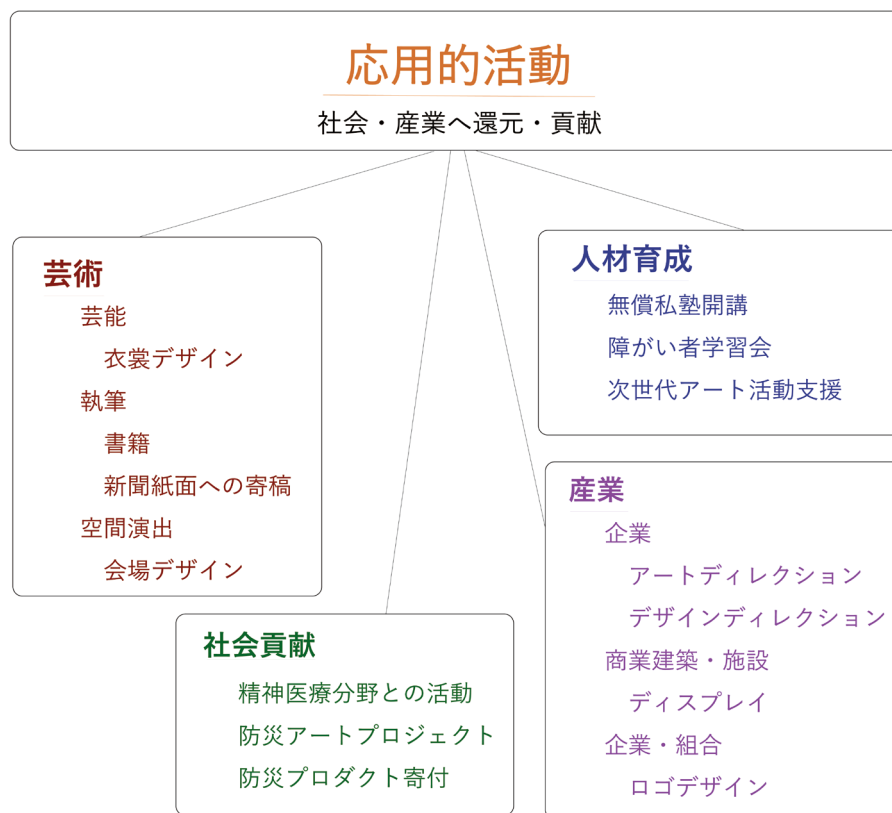 応用的活動
社会・産業へ還元・貢献
芸術
芸能
衣裳デザイン
執筆
書籍
新聞紙面への寄稿
空間演出
会場デザイン
人材育成
無償私塾開講
障がい者学習会
次世代アート活動支援
社会貢献
精神医療分野との活動
防災アートプロジェクト
防災プロダクト寄付
産業
企業
アートディレクション
デザインディレクション
商業建築・施設
ディスプレイ
企業・組合
ロゴデザイン